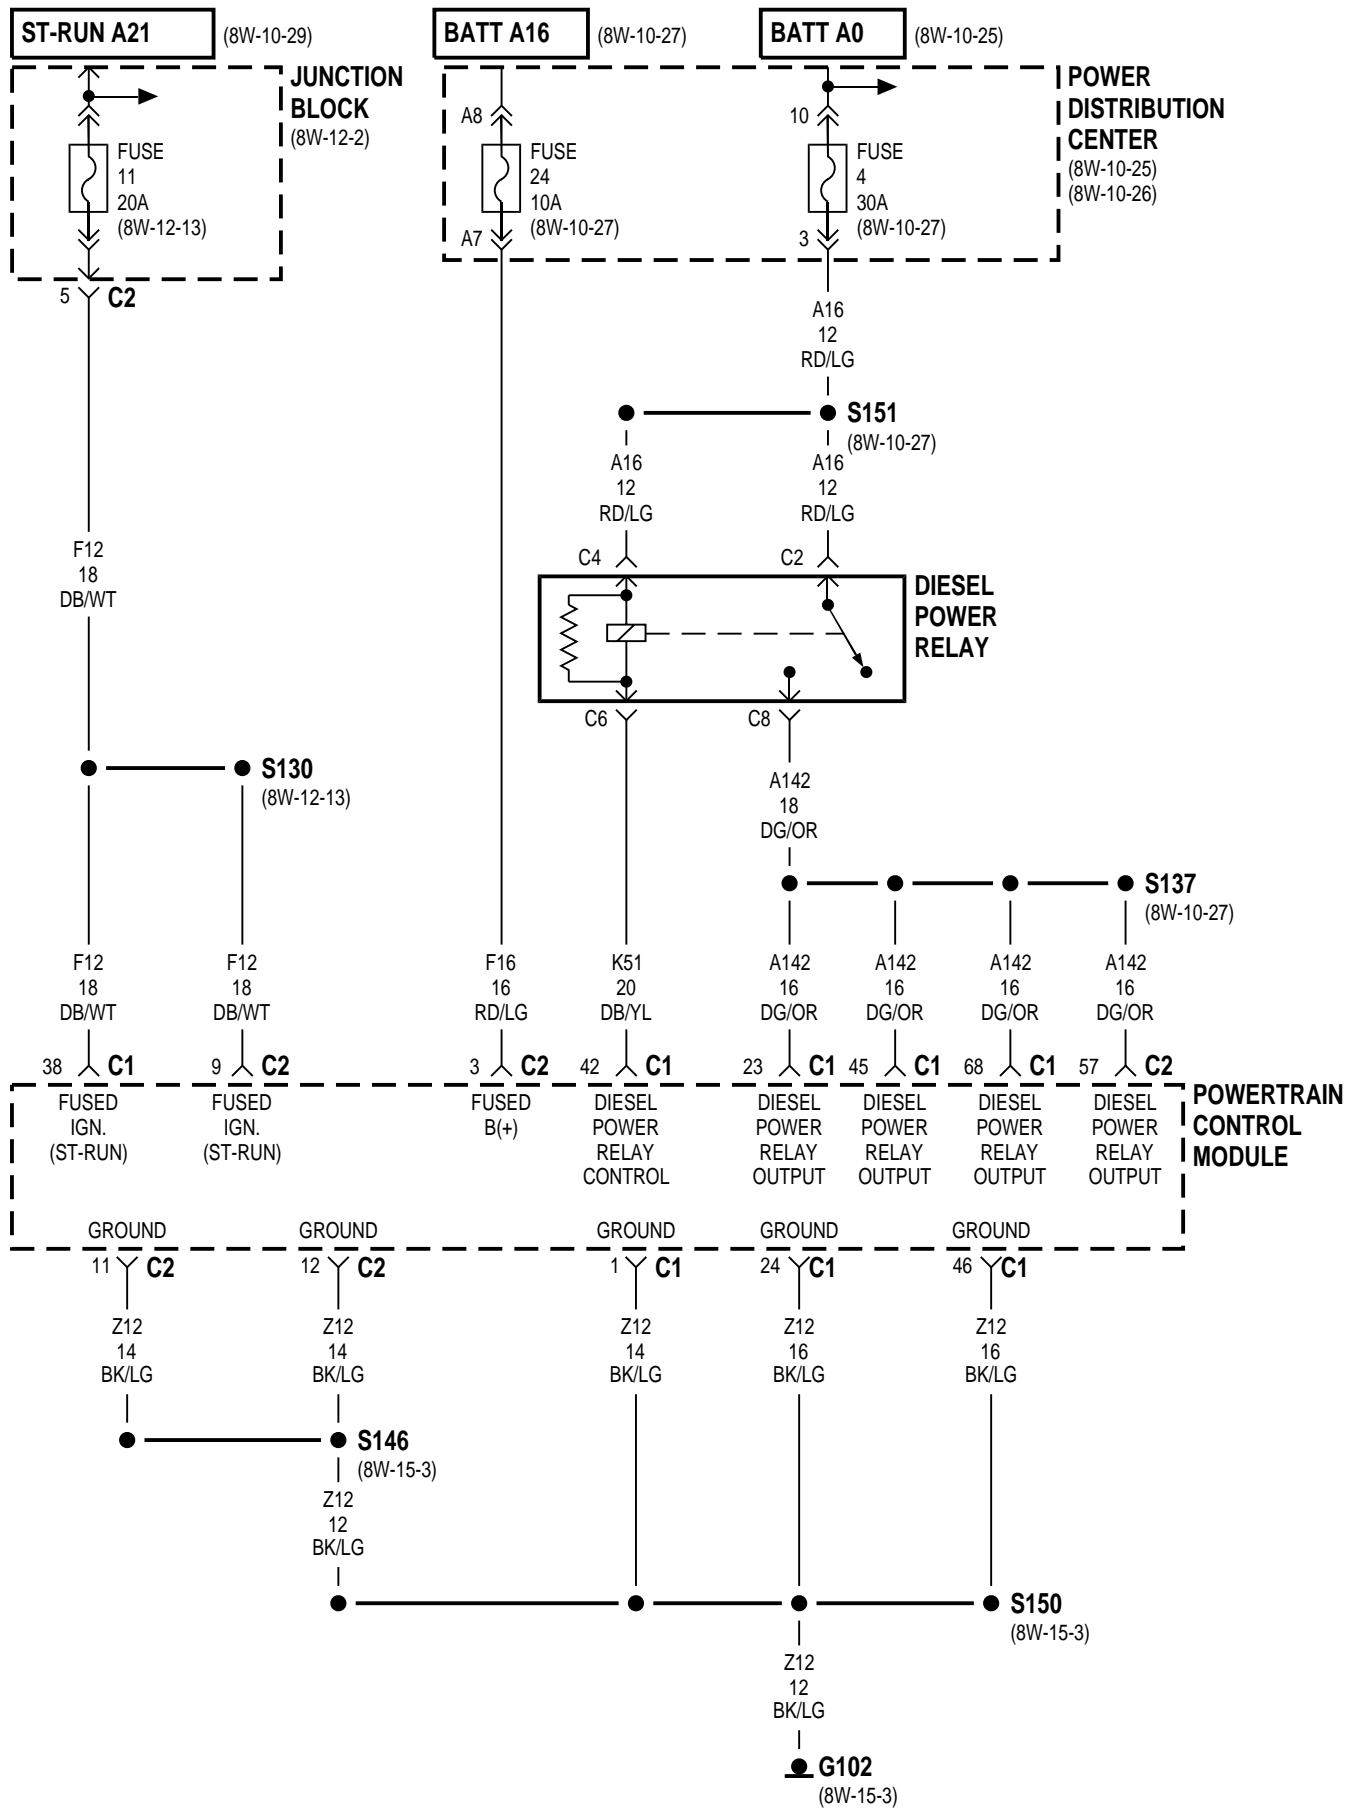 ST-RUN A21 (8W-10-29)
BATT A16 (8W-10-27)
BATT A0 (8W-10-25)
JUNCTION
BLOCK
(8W-12-2)
POWER
DISTRIBUTION
CENTER
(8W-10-25)
(8W-10-26)
FUSE
11
20A
(8W-12-13)
A8
FUSE
24
10A
(8W-10-27)
A7
10
FUSE
4
30A
(8W-10-27)
3
5 C2
A16
12
RD/LG
S151
(8W-10-27)
A16
12
RD/LG
A16
12
RD/LG
C4
C2
DIESEL
POWER
RELAY
C6
C8
F12
18
DB/WT
S130
(8W-12-13)
A142
18
DG/OR
S137
(8W-10-27)
F12
18
DB/WT
F12
18
DB/WT
F16
16
RD/LG
K51
20
DB/YL
A142
16
DG/OR
A142
16
DG/OR
A142
16
DG/OR
A142
16
DG/OR
38 C1
9 C2
3 C2
42 C1
23 C1
45 C1
68 C1
57 C2
POWERTRAIN
CONTROL
MODULE
FUSED
IGN.
(ST-RUN)
FUSED
IGN.
(ST-RUN)
FUSED
B(+)
DIESEL
POWER
RELAY
CONTROL
DIESEL
POWER
RELAY
OUTPUT
DIESEL
POWER
RELAY
OUTPUT
DIESEL
POWER
RELAY
OUTPUT
DIESEL
POWER
RELAY
OUTPUT
GROUND
GROUND
GROUND
GROUND
GROUND
11 C2
12 C2
1 C1
24 C1
46 C1
Z12
14
BK/LG
Z12
14
BK/LG
Z12
14
BK/LG
Z12
16
BK/LG
Z12
16
BK/LG
S146
(8W-15-3)
Z12
12
BK/LG
S150
(8W-15-3)
Z12
12
BK/LG
G102
(8W-15-3)